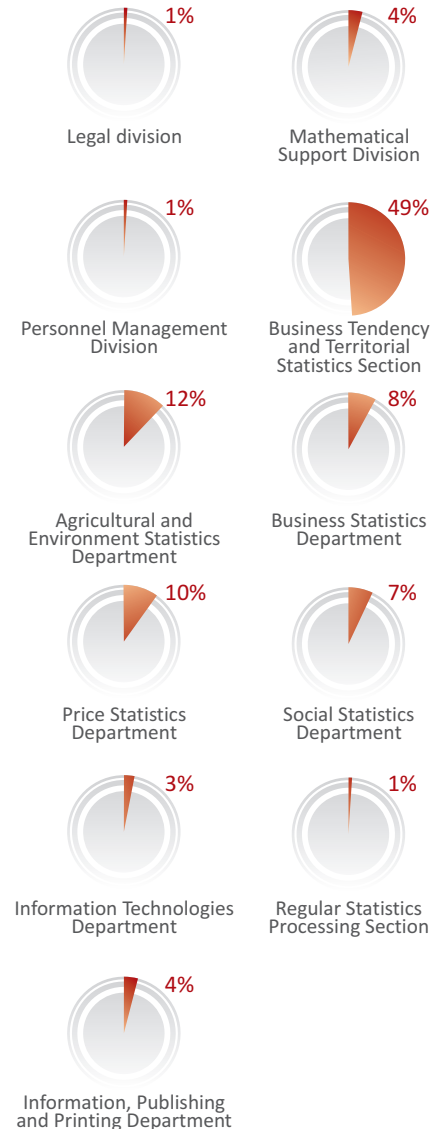 1%
Legal division
4%
Mathematical
Support Division
1%
Personnel Management
Division
49%
Business Tendency
and Territorial
Statistics Section
12%
Agricultural and
Environment Statistics
Department
8%
Business Statistics
Department
10%
Price Statistics
Department
7%
Social Statistics
Department
3%
Information Technologies
Department
1%
Regular Statistics
Processing Section
4%
Information, Publishing
and Printing Department